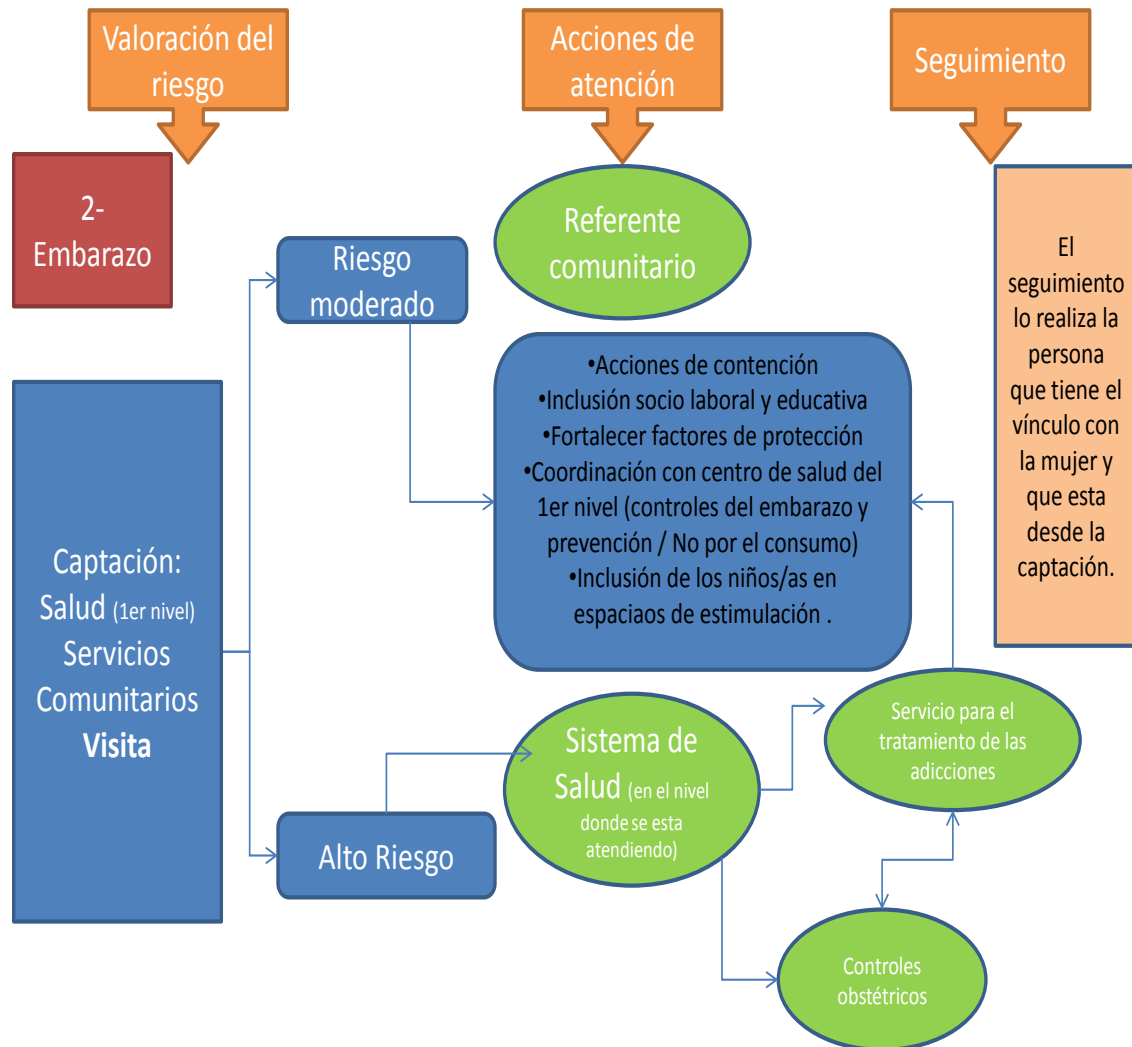 Valoración del
riesgo
Acciones de
atención
Seguimiento
2-
Embarazo
Riesgo
moderado
Referente
comunitario
El
seguimiento
lo realiza la
persona
que tiene el
vínculo con
la mujer y
que esta
desde la
captación.
•Acciones de contención
•Inclusión socio laboral y educativa
•Fortalecer factores de protección
•Coordinación con centro de salud del
1er nivel (controles del embarazo y
prevención / No por el consumo)
•Inclusión de los niños/as en
espaciaos de estimulación .
Captación:
Salud (1er nivel)
Servicios
Comunitarios
Visita
Alto Riesgo
Sistema de
Salud (en el nivel
donde se esta
atendiendo)
Servicio para el
tratamiento de las
adicciones
Controles
obstétricos